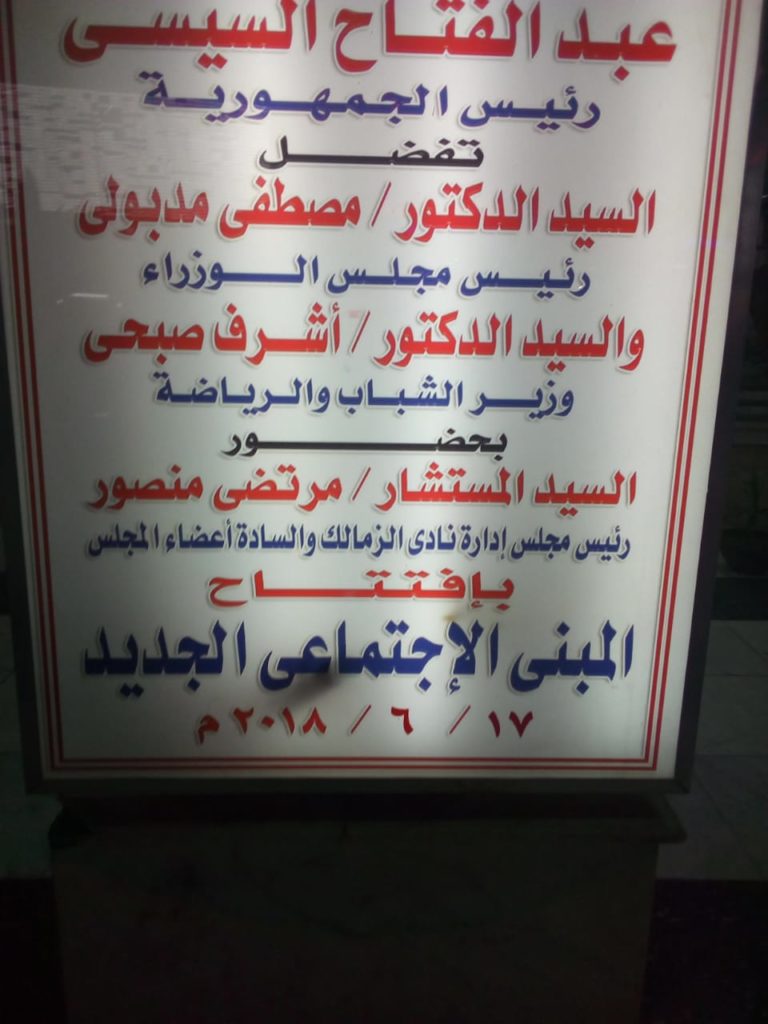 عبد الفتاح السيسى
رئيس الجمهورية
تفضل
السيد الدكتور / مصطفى مدبولى
رئيس مجلس الوزراء
والسيد الدكتور / أشرف صبحى
وزير الشباب والرياضة
بحضور
السيد المستشار / مرتضى منصور
رئيس مجلس إدارة نادى الزمالك والسادة أعضاء المجلس
بإفتتاح
المبنى الإجتماعى الجديد
١٧ / ٦ / ٢٠١٨ م